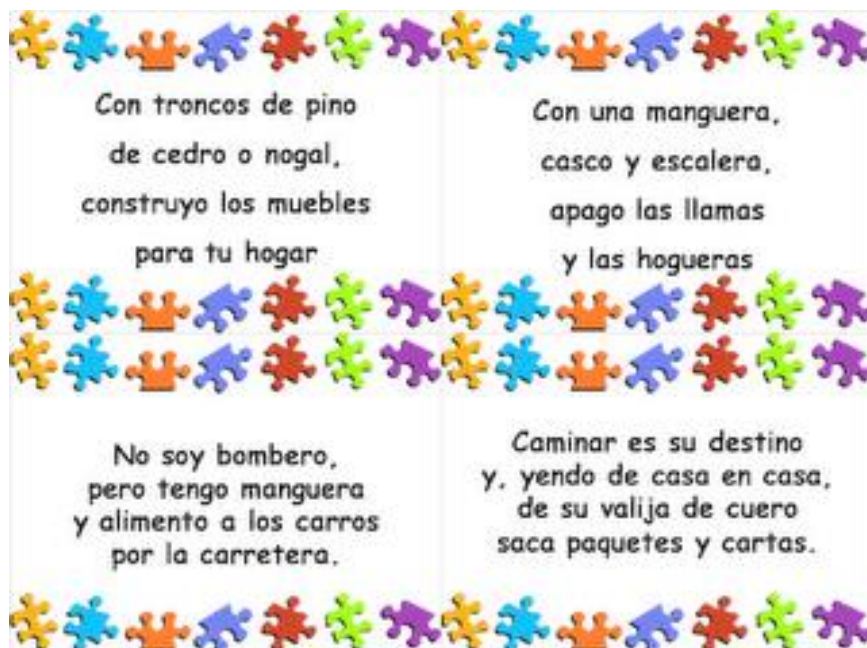 Con troncos de pino
de cedro o nogal,
construyo los muebles
para tu hogar
Con una manguera,
casco y escalera,
apago las llamas
y las hogueras
No soy bombero,
pero tengo manguera
y alimento a los carros
por la carretera.
Caminar es su destino
y, yendo de casa en casa,
de su valija de cuero
saca paquetes y cartas.